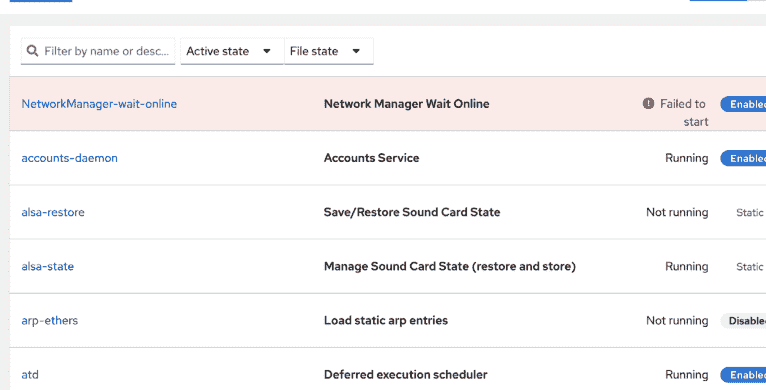 Filter by name or desc... Active state File state
NetworkManager-wait-online Network Manager Wait Online Failed to start Enabled
accounts-daemon Accounts Service Running Enabled
alsa-restore Save/Restore Sound Card State Not running Static
alsa-state Manage Sound Card State (restore and store) Running Static
arp-ethers Load static arp entries Not running Disabled
atd Deferred execution scheduler Running Enabled